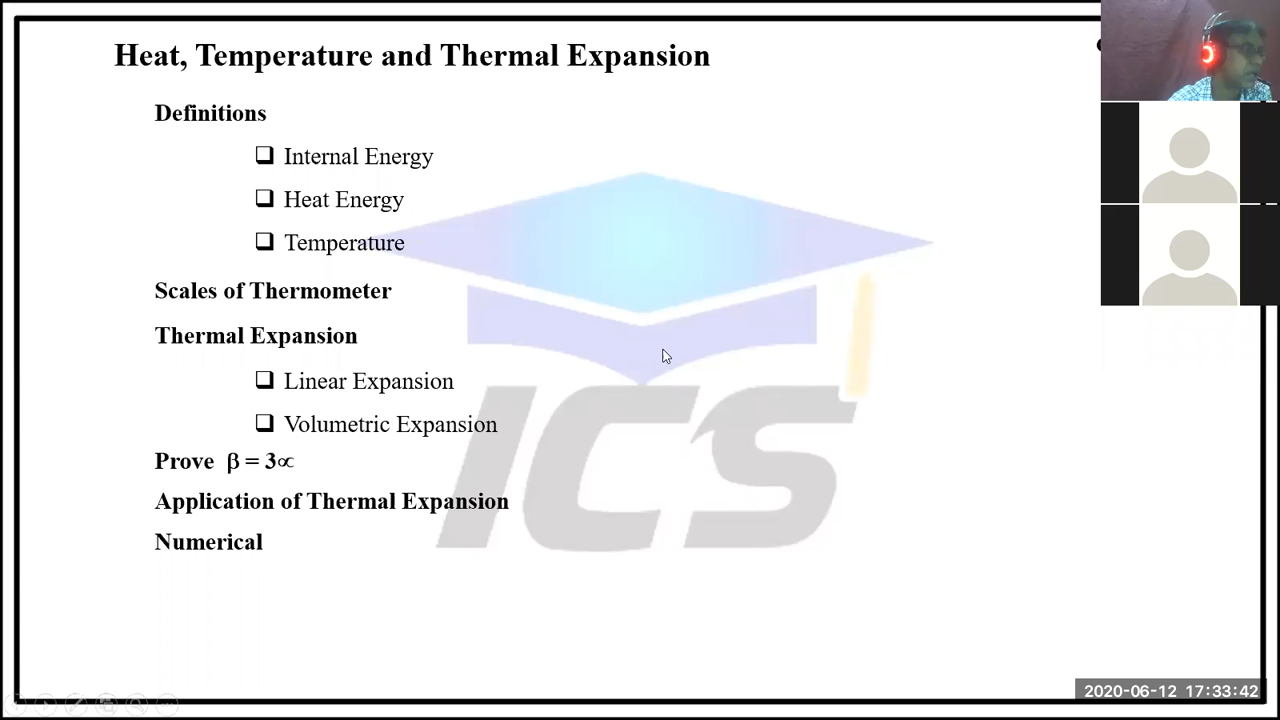 Heat, Temperature and Thermal Expansion
Definitions
❑ Internal Energy
❑ Heat Energy
❑ Temperature
Scales of Thermometer
Thermal Expansion
❑ Linear Expansion
❑ Volumetric Expansion
Prove β = 3∝
Application of Thermal Expansion
Numerical
ICS
2020-06-12 17:33:42